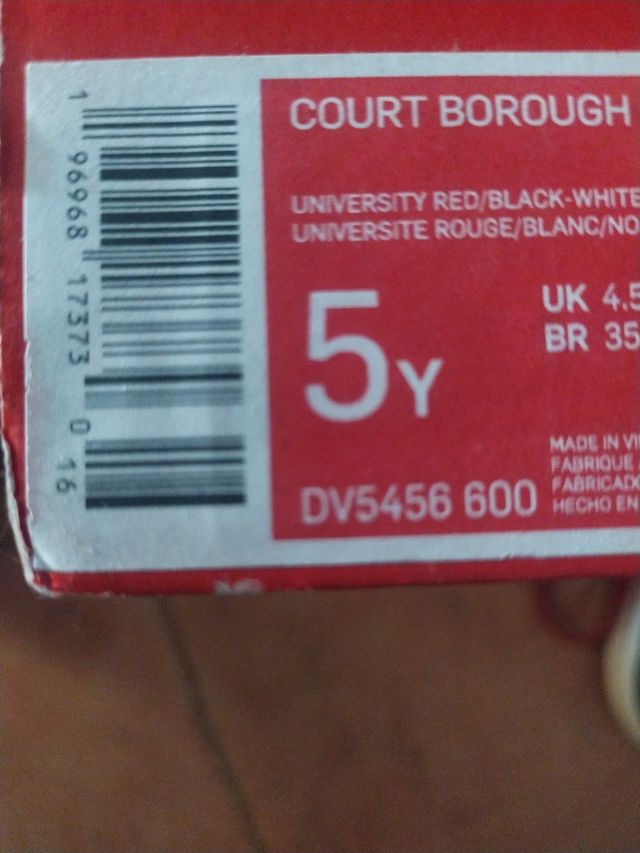 1 96968 17373 0 16
COURT BOROUGH
UNIVERSITY RED/BLACK-WHITE
UNIVERSITE ROUGE/BLANC/NO
5Y
UK 4.5
BR 35
MADE IN VI
FABRIQUE
FABRICADO
HECHO EN
DV5456 600